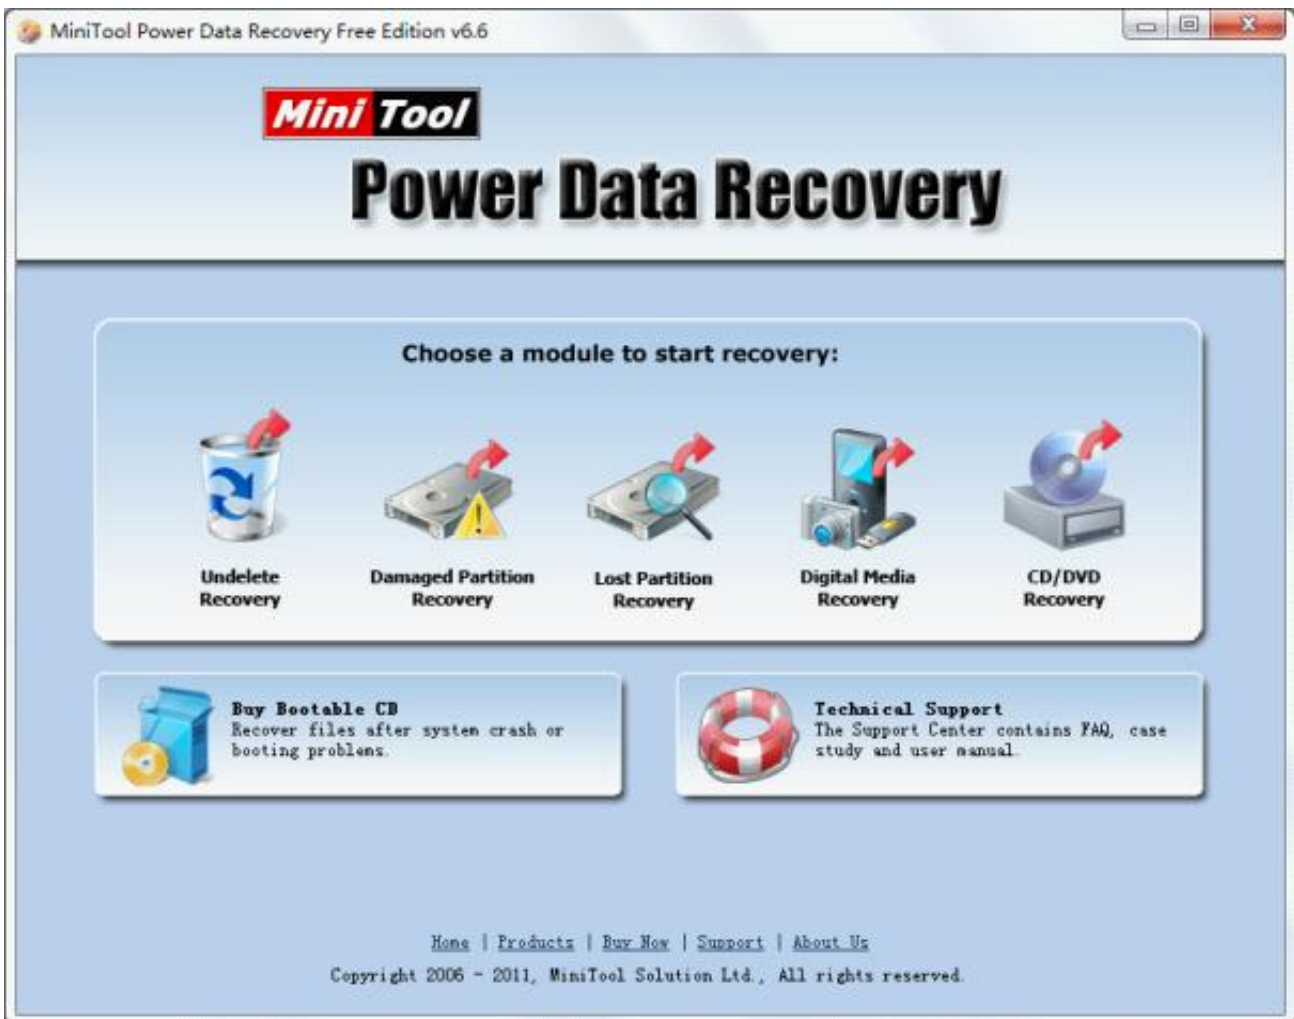 MiniTool Power Data Recovery Free Edition v6.6
Mini Tool
Power Data Recovery
Choose a module to start recovery:
Undelete
Recovery
Damaged Partition
Recovery
Lost Partition
Recovery
Digital Media
Recovery
CD/DVD
Recovery
Buy Bootable CD
Recover files after system crash or
booting problems.
Technical Support
The Support Center contains FAQ, case
study and user manual.
Home | Products | Buy Now | Support | About Us
Copyright 2006 - 2011, MiniTool Solution Ltd., All rights reserved.